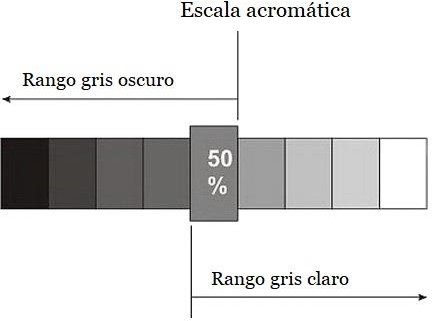 Escala acromática
Rango gris oscuro
50
%
Rango gris claro